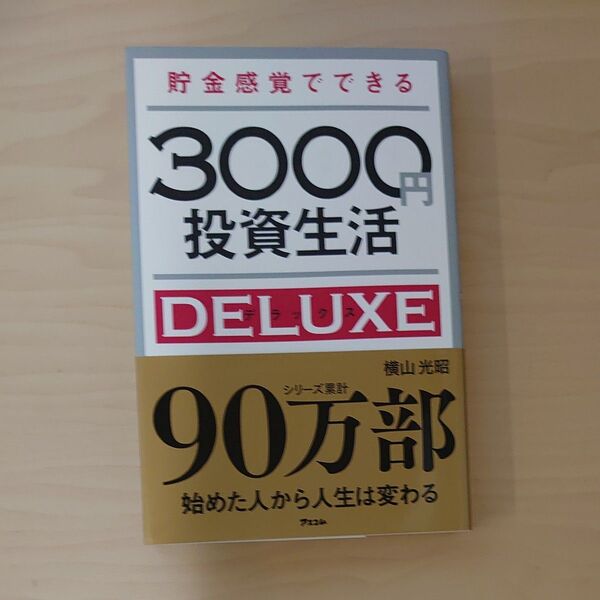 貯金感覚でできる
3000円
投資生活
DELUXE
デラックス
横山光昭
シリーズ累計
90万部
始めた人から人生は変わる
アスコム